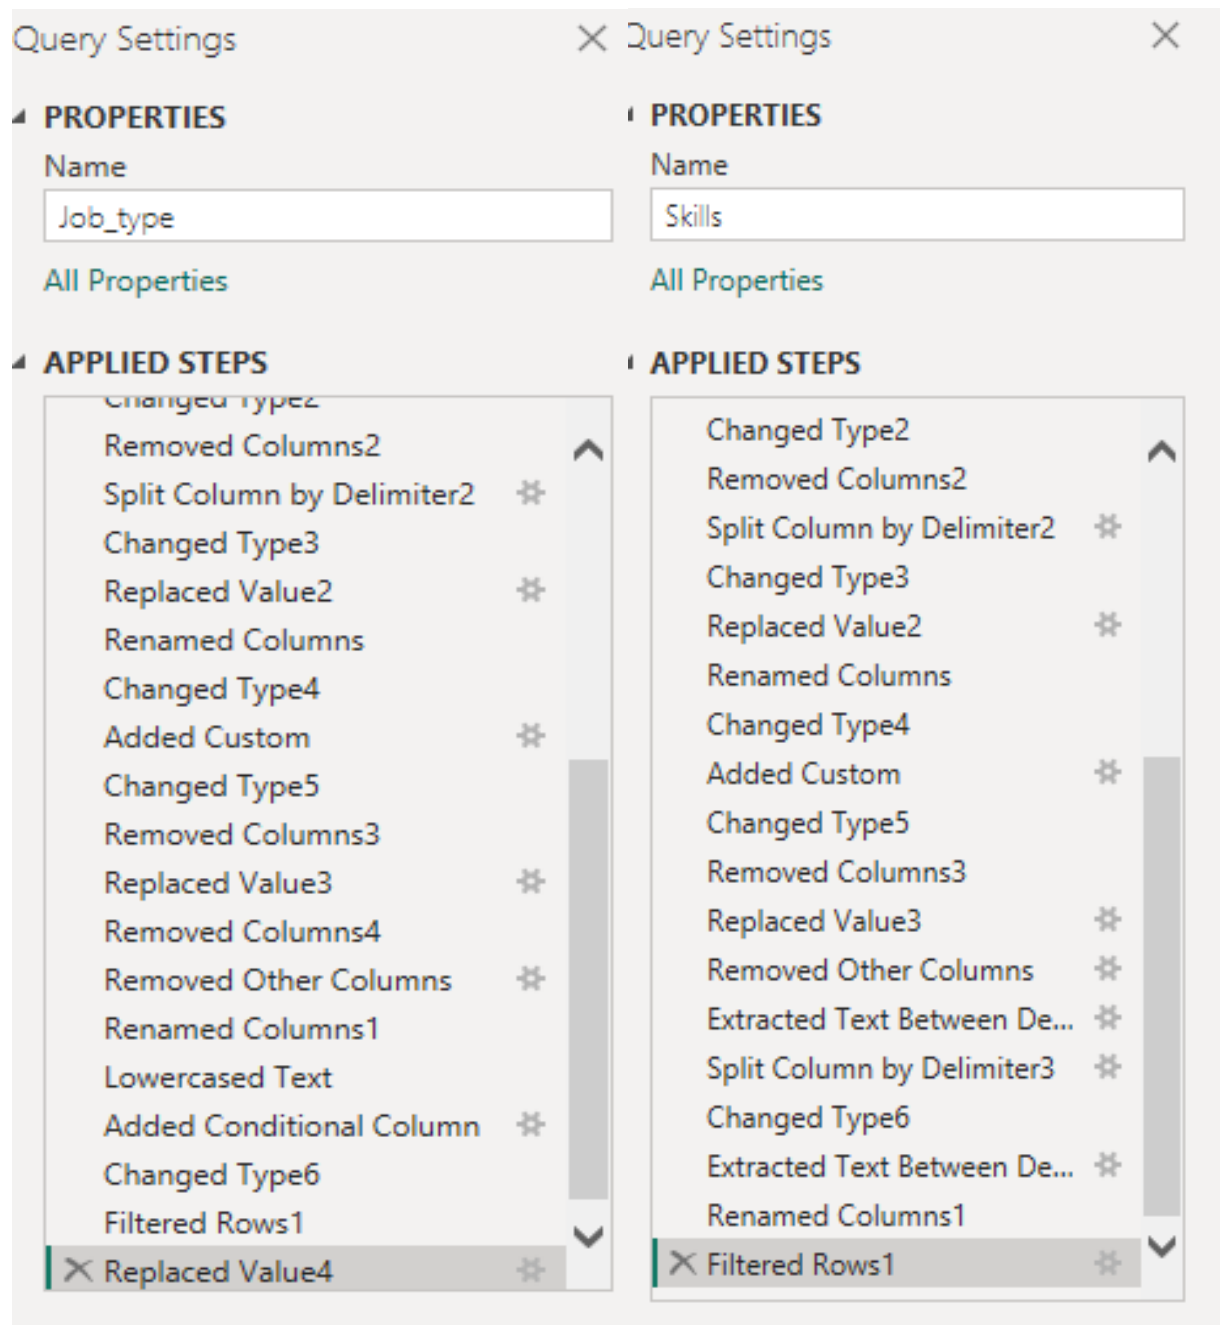 Query Settings
PROPERTIES
Name
Job_type
All Properties
APPLIED STEPS
Changed Type2
Removed Columns2
Split Column by Delimiter2
Changed Type3
Replaced Value2
Renamed Columns
Changed Type4
Added Custom
Changed Type5
Removed Columns3
Replaced Value3
Removed Columns4
Removed Other Columns
Renamed Columns1
Lowercased Text
Added Conditional Column
Changed Type6
Filtered Rows1
Replaced Value4
Query Settings
PROPERTIES
Name
Skills
All Properties
APPLIED STEPS
Changed Type2
Removed Columns2
Split Column by Delimiter2
Changed Type3
Replaced Value2
Renamed Columns
Changed Type4
Added Custom
Changed Type5
Removed Columns3
Replaced Value3
Removed Other Columns
Extracted Text Between De...
Split Column by Delimiter3
Changed Type6
Extracted Text Between De...
Renamed Columns1
Filtered Rows1